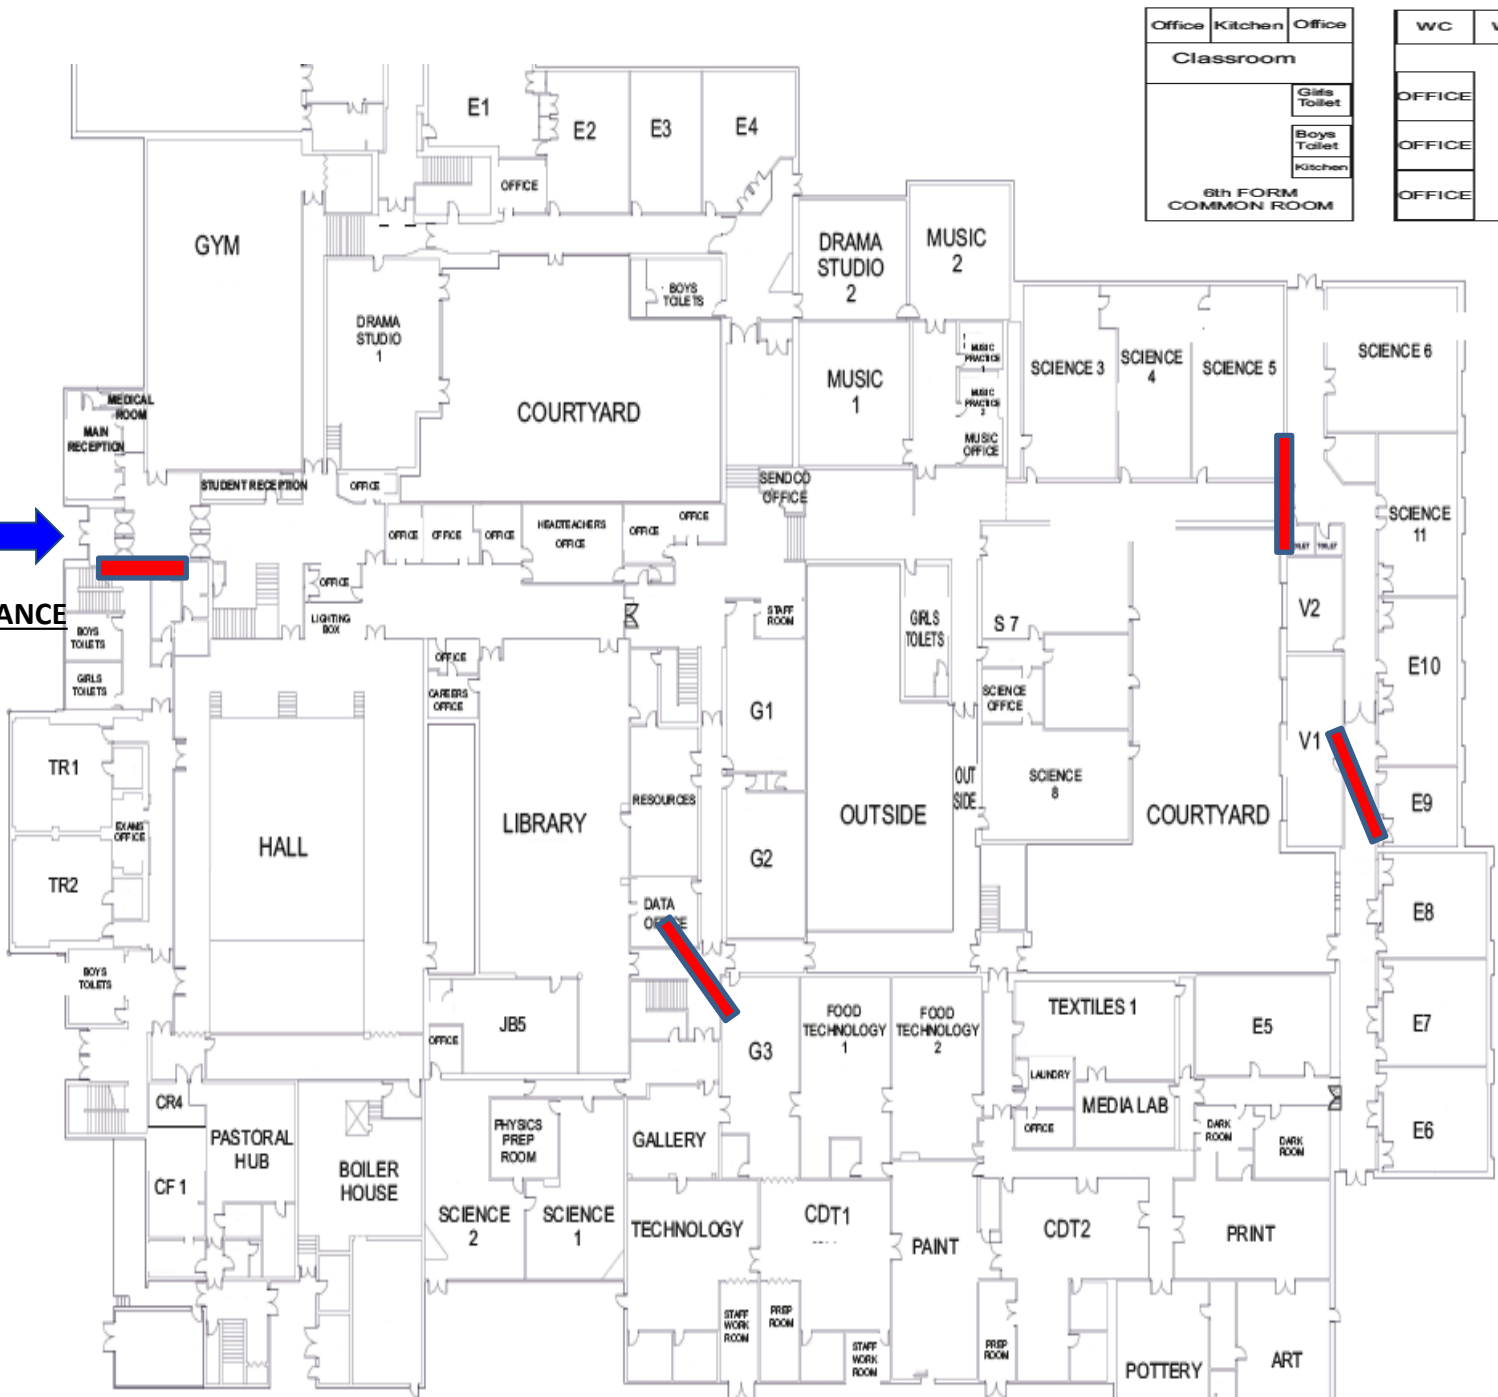 Office Kitchen Office
WC W
Classroom
Girls
Toilet
OFFICE
Boys
Toilet
OFFICE
Kitchen
6th FORM
COMMON ROOM
OFFICE
E1
E2
E3
E4
OFFICE
GYM
DRAMA
STUDIO
2
MUSIC
2
BOYS
TOILETS
DRAMA
STUDIO
1
MUSIC
PRACTICE
1
MUSIC
1
MUSIC
PRACTICE
2
MUSIC
OFFICE
SCIENCE 3
SCIENCE
4
SCIENCE 5
SCIENCE 6
COURTYARD
MEDICAL
ROOM
MAIN
RECEPTION
STUDENT RECEPTION
OFFICE
SENDCO
OFFICE
OFFICE
OFFICE
OFFICE
HEADTEACHERS
OFFICE
OFFICE
OFFICE
SCIENCE
11
TOILET
OFFICE
LIGHTING
BOX
ANCE
BOYS
TOILETS
GIRLS
TOILETS
STAFF
ROOM
GIRLS
TOILETS
S 7
V2
E10
OFFICE
CAREERS
OFFICE
SCIENCE
OFFICE
G1
V1
TR1
EXAMS
OFFICE
HALL
LIBRARY
RESOURCES
OUTSIDE
OUT
SIDE
SCIENCE
8
COURTYARD
E9
TR2
G2
DATA
OFFICE
E8
BOYS
TOILETS
OFFICE
JB5
G3
FOOD
TECHNOLOGY
1
FOOD
TECHNOLOGY
2
TEXTILES 1
E5
E7
LAUNDRY
MEDIA LAB
OFFICE
DARK
ROOM
DARK
ROOM
E6
CR4
PASTORAL
HUB
CF 1
BOILER
HOUSE
PHYSICS
PREP
ROOM
GALLERY
SCIENCE
2
SCIENCE
1
TECHNOLOGY
CDT1
PAINT
CDT2
PRINT
STAFF
WORK
ROOM
PREP
ROOM
STAFF
WORK
ROOM
PREP
ROOM
POTTERY
ART